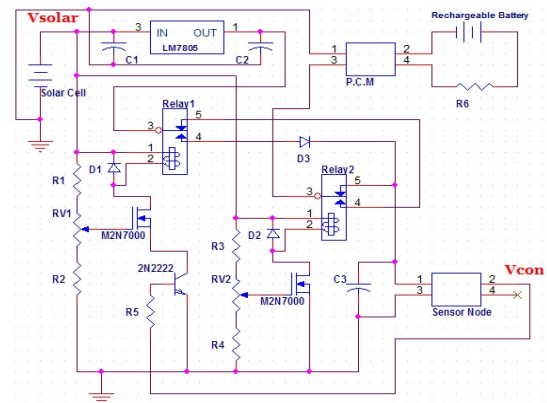 Vsolar
Rechargeable Battery
3 IN OUT 1
LM7805
C1
C2
1 2
3 4
P.C.M
Solar Cell
R6
Relay1
3
5
4
D1
1
2
D3
R1
Relay2
3
5
4
RV1
M2N7000
R3
D2
1
2
Vcon
2N2222
R2
RV2
C3
1 2
3 4
M2N7000
R5
Sensor Node
R4